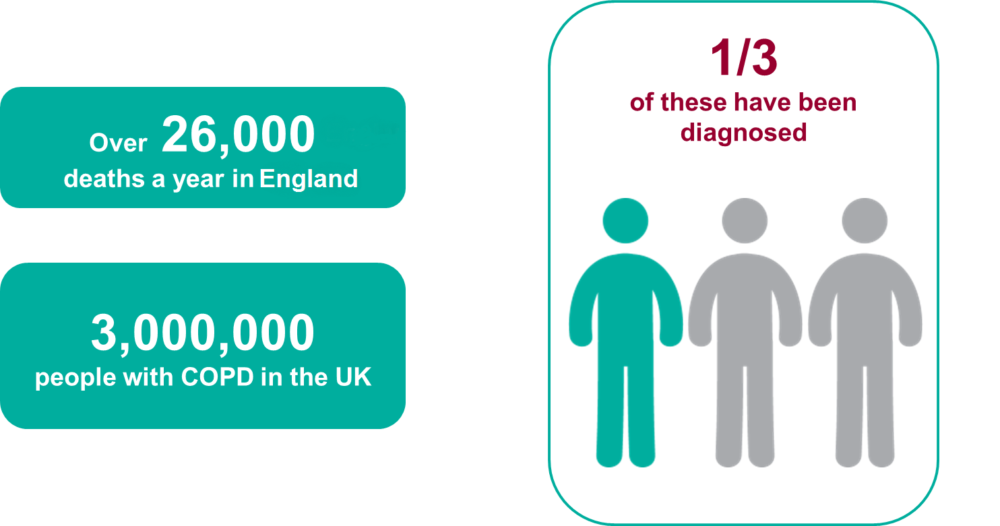 Over 26,000
deaths a year in England
3,000,000
people with COPD in the UK
1/3
of these have been
diagnosed